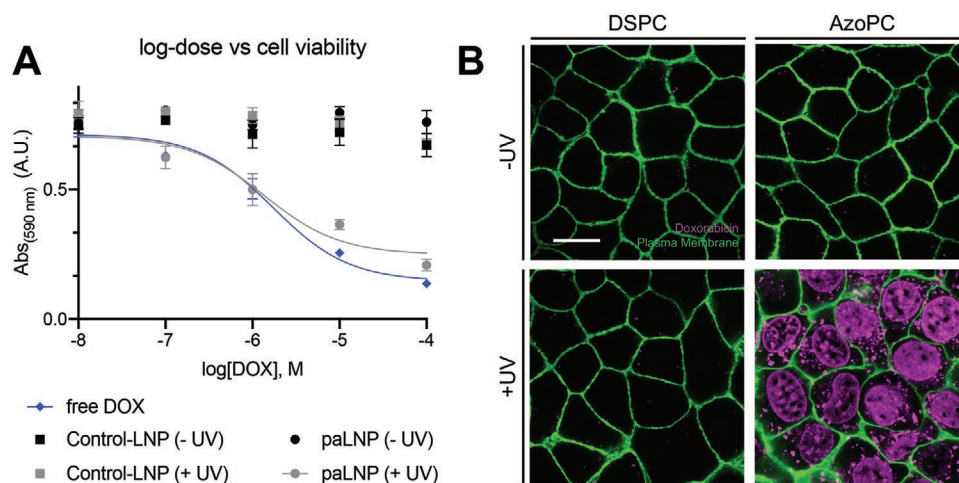 A
log-dose vs cell viability
Abs(590 nm) (A.U.)
0.5
0.0
-8 -7 -6 -5 -4
log[DOX], M
free DOX
Control-LNP (- UV) paLNP (- UV)
Control-LNP (+ UV) paLNP (+ UV)
B
DSPC AzoPC
-UV
Doxorubicin
Plasma Membrane
+UV